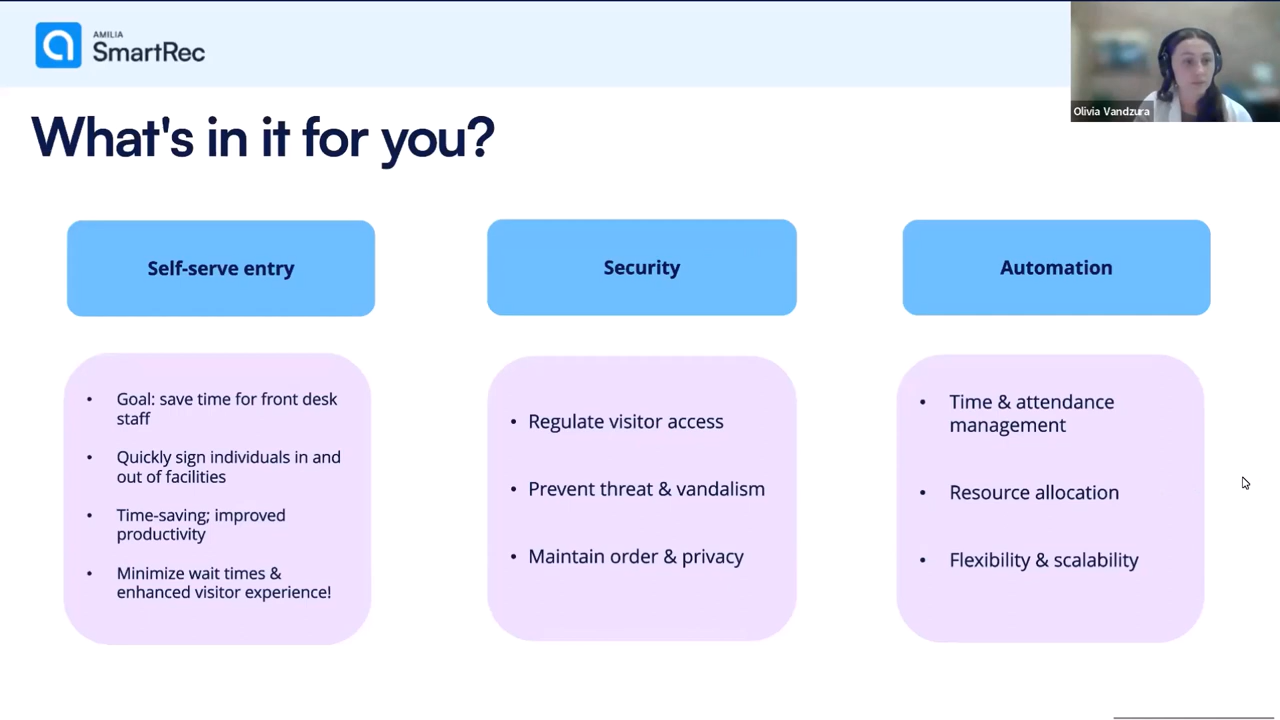 AMILIA
SmartRec
Olivia Vandzura
What's in it for you?
Self-serve entry
Security
Automation
• Goal: save time for front desk
staff
• Quickly sign individuals in and
out of facilities
• Time-saving; improved
productivity
• Minimize wait times &
enhanced visitor experience!
• Regulate visitor access
• Prevent threat & vandalism
• Maintain order & privacy
• Time & attendance
management
• Resource allocation
• Flexibility & scalability